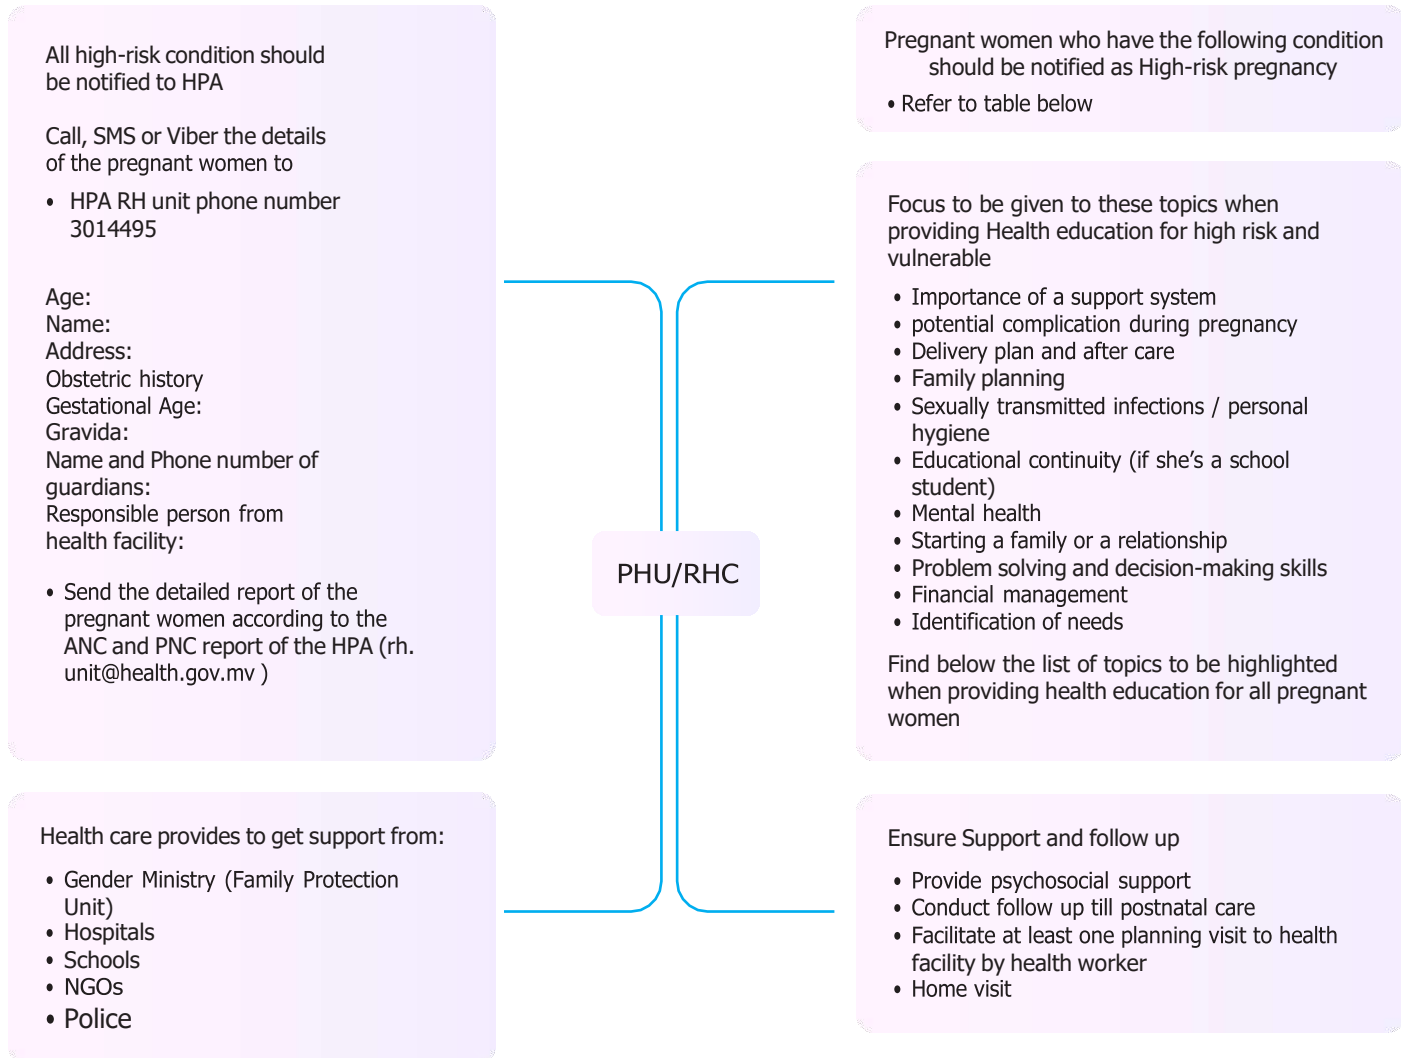 All high-risk condition should
be notified to HPA
Call, SMS or Viber the details
of the pregnant women to
• HPA RH unit phone number
3014495
Age:
Name:
Address:
Obstetric history
Gestational Age:
Gravida:
Name and Phone number of
guardians:
Responsible person from
health facility:
• Send the detailed report of the
pregnant women according to the
ANC and PNC report of the HPA (rh.
unit@health.gov.mv )
Health care provides to get support from:
• Gender Ministry (Family Protection
Unit)
• Hospitals
• Schools
• NGOs
• Police
PHU/RHC
Pregnant women who have the following condition
should be notified as High-risk pregnancy
• Refer to table below
Focus to be given to these topics when
providing Health education for high risk and
vulnerable
• Importance of a support system
• potential complication during pregnancy
• Delivery plan and after care
• Family planning
• Sexually transmitted infections / personal
hygiene
• Educational continuity (if she’s a school
student)
• Mental health
• Starting a family or a relationship
• Problem solving and decision-making skills
• Financial management
• Identification of needs
Find below the list of topics to be highlighted
when providing health education for all pregnant
women
Ensure Support and follow up
• Provide psychosocial support
• Conduct follow up till postnatal care
• Facilitate at least one planning visit to health
facility by health worker
• Home visit